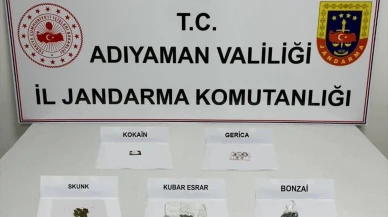 T.C.
ADIYAMAN VALİLİĞİ
İL JANDARMA KOMUTANLIĞI
KOKAİN
GERİCA
SKUNK
KUBAR ESRAR
BONZAİ